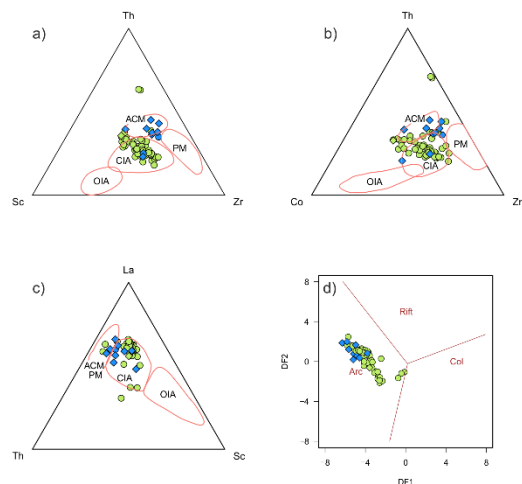 a)
Th
ACM
PM
CIA
OIA
Sc
Zr
b)
Th
ACM
PM
CIA
OIA
Co
Zr
c)
La
ACM
PM
CIA
OIA
Th
Sc
d)
8
4
0
-4
-8
DF2
Rift
Col
Arc
8
4
0
4
8
DF1